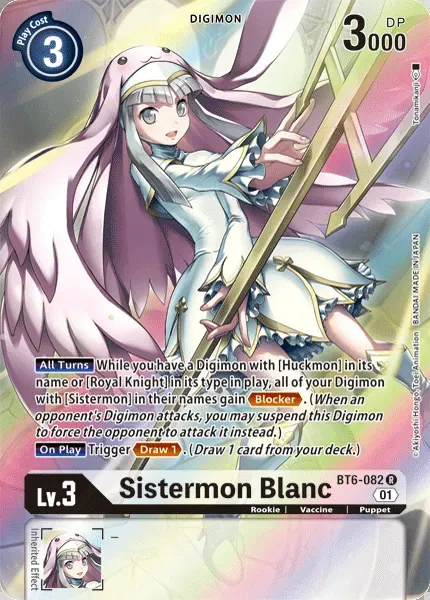 Play Cost
3
DIGIMON
3000
DP
Tonamikanji
©Akiyoshi Hongo, Toei Animation BANDAI MADE IN JAPAN
All Turns While you have a Digimon with [Huckmon] in its
name or [Royal Knight] in its type in play, all of your Digimon
with [Sistermon] in their names gain Blocker. (When an
opponent's Digimon attacks, you may suspend this Digimon
to force the opponent to attack it instead.)
On Play Trigger Draw 1. (Draw 1 card from your deck.)
Lv.3
Sistermon Blanc
BT6-082 R
01
Rookie | Vaccine | Puppet
Inherited Effect
–